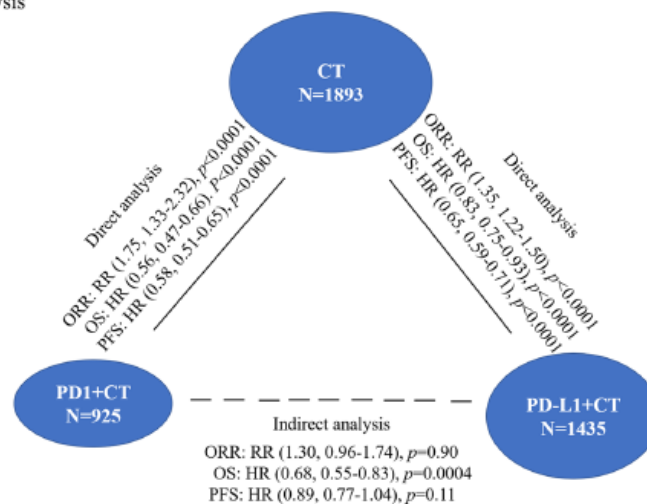 CT
N=1893
Direct analysis
ORR: RR (1.75, 1.33-2.32), p<0.0001
OS: HR (0.56, 0.47-0.66), p<0.0001
PFS: HR (0.58, 0.51-0.65), p<0.0001
Direct analysis
ORR: RR (1.35, 1.22-1.50), p<0.0001
OS: HR (0.83, 0.75-0.93), p<0.0001
PFS: HR (0.65, 0.59-0.71), p<0.0001
PD1+CT
N=925
PD-L1+CT
N=1435
Indirect analysis
ORR: RR (1.30, 0.96-1.74), p=0.90
OS: HR (0.68, 0.55-0.83), p=0.0004
PFS: HR (0.89, 0.77-1.04), p=0.11